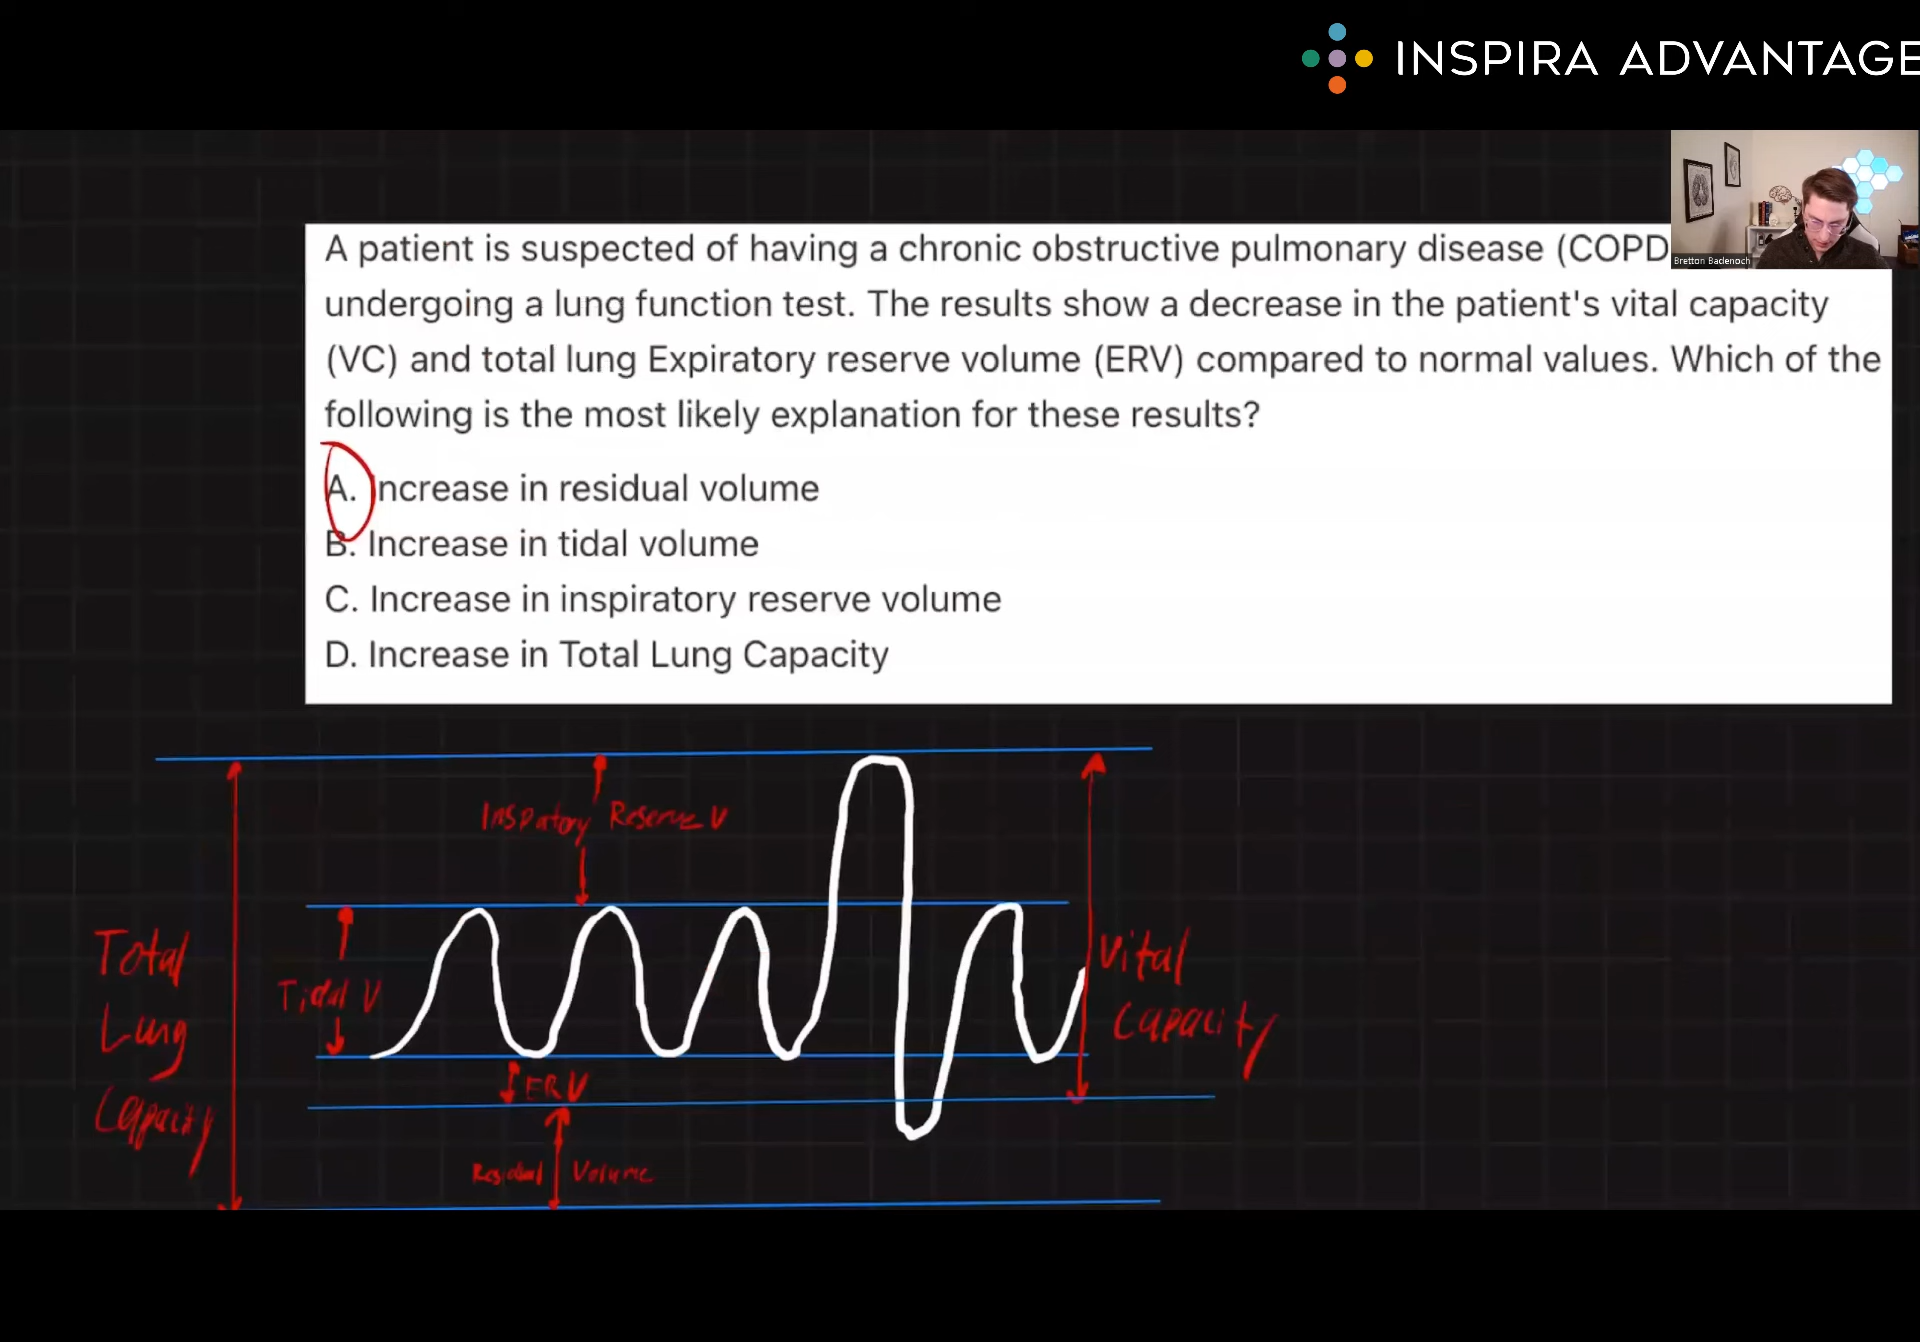 INSPIRA ADVANTAGE
Bretton Badenoch
A patient is suspected of having a chronic obstructive pulmonary disease (COPD
undergoing a lung function test. The results show a decrease in the patient's vital capacity
(VC) and total lung Expiratory reserve volume (ERV) compared to normal values. Which of the
following is the most likely explanation for these results?
A. Increase in residual volume
B. Increase in tidal volume
C. Increase in inspiratory reserve volume
D. Increase in Total Lung Capacity
Inspiratory Reserve V
Total
Lung
Capacity
Tidal V
Vital
Capacity
ERV
Residual Volume